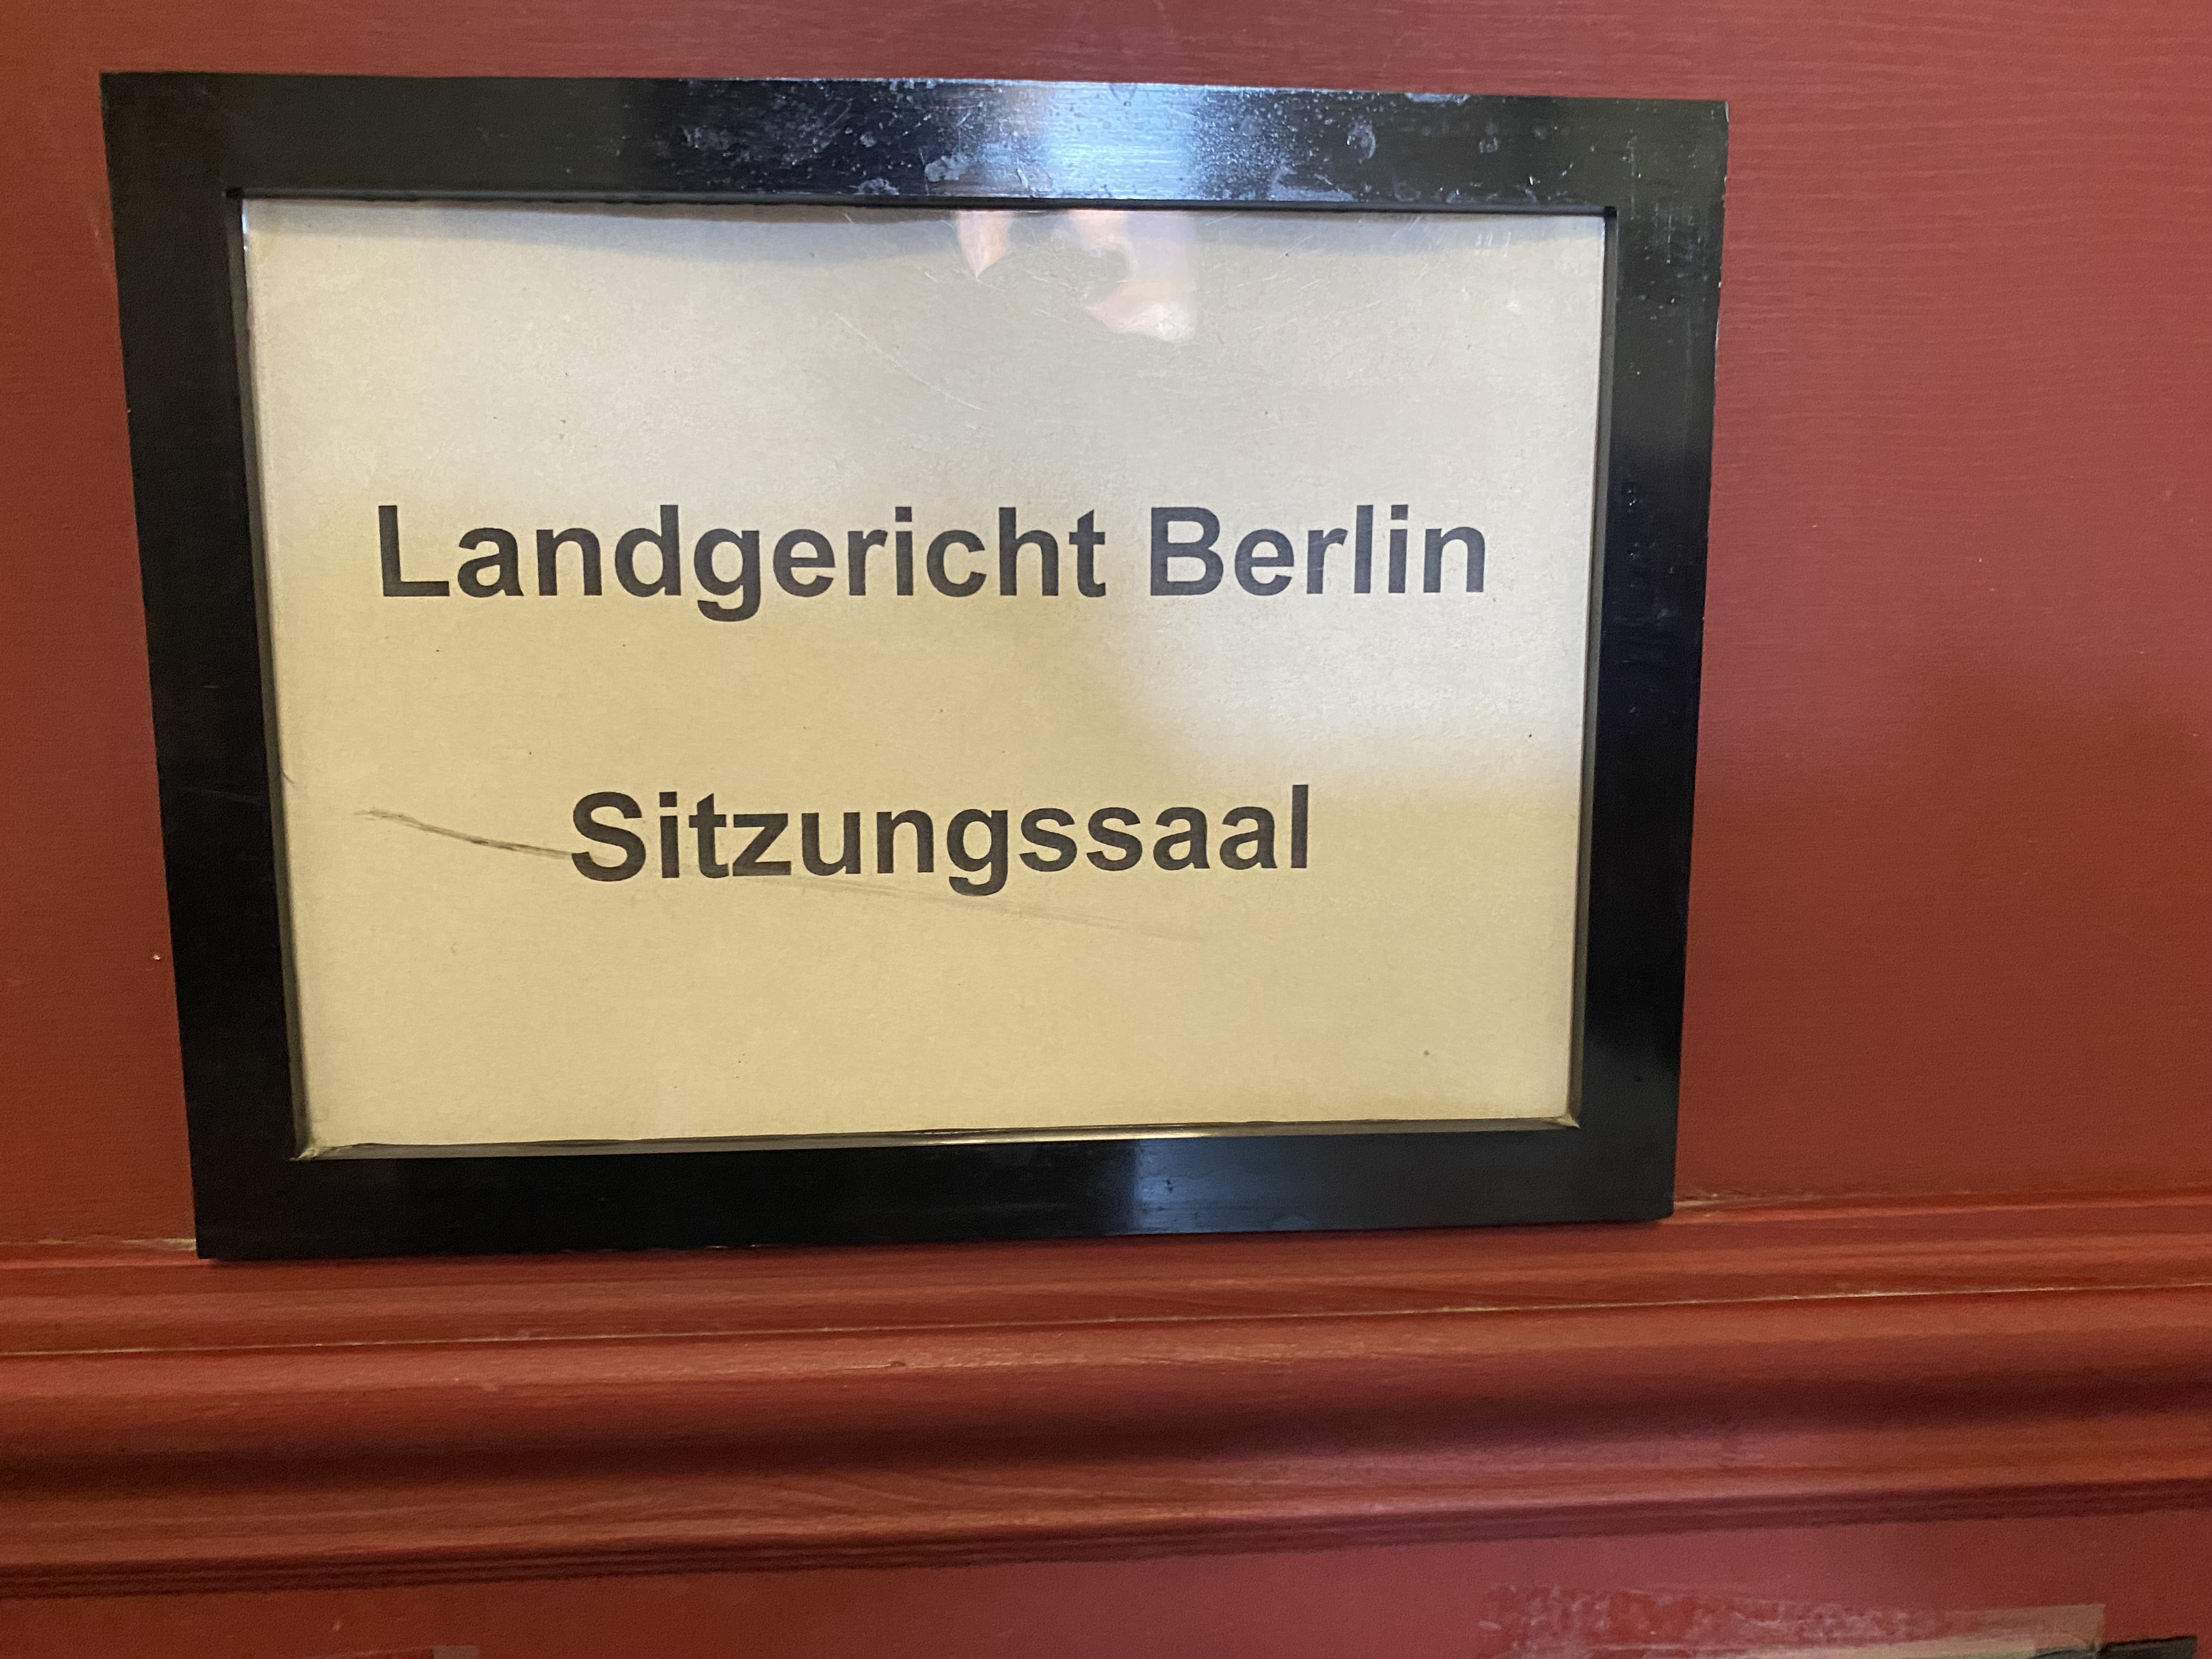 Landgericht Berlin
Sitzungssaal